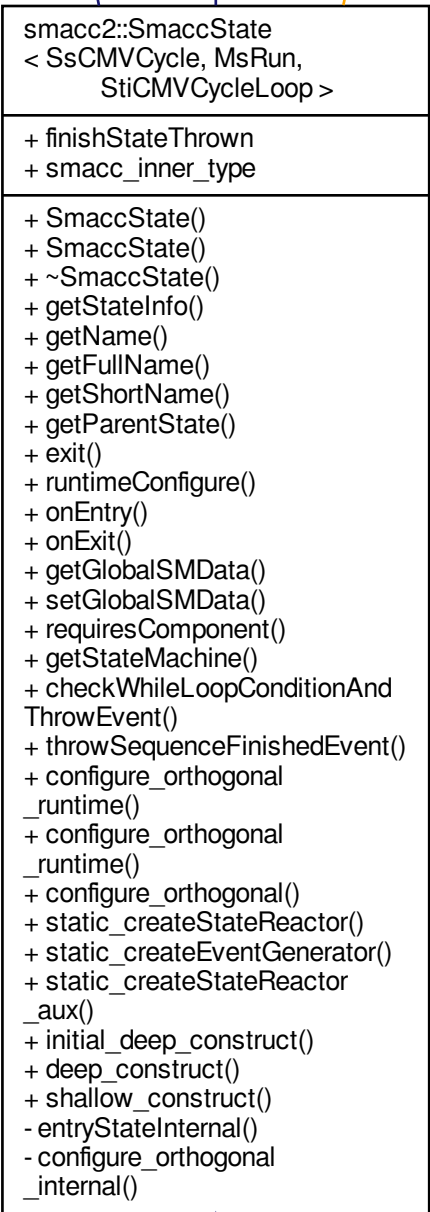 smacc2::SmaccState
< SsCMVCycle, MsRun,
StiCMVCycleLoop >
+ finishStateThrown
+ smacc_inner_type
+ SmaccState()
+ SmaccState()
+ ~SmaccState()
+ getStateInfo()
+ getName()
+ getFullName()
+ getShortName()
+ getParentState()
+ exit()
+ runtimeConfigure()
+ onEntry()
+ onExit()
+ getGlobalSMData()
+ setGlobalSMData()
+ requiresComponent()
+ getStateMachine()
+ checkWhileLoopConditionAnd
ThrowEvent()
+ throwSequenceFinishedEvent()
+ configure_orthogonal
_runtime()
+ configure_orthogonal
_runtime()
+ configure_orthogonal()
+ static_createStateReactor()
+ static_createEventGenerator()
+ static_createStateReactor
_aux()
+ initial_deep_construct()
+ deep_construct()
+ shallow_construct()
- entryStateInternal()
- configure_orthogonal
_internal()